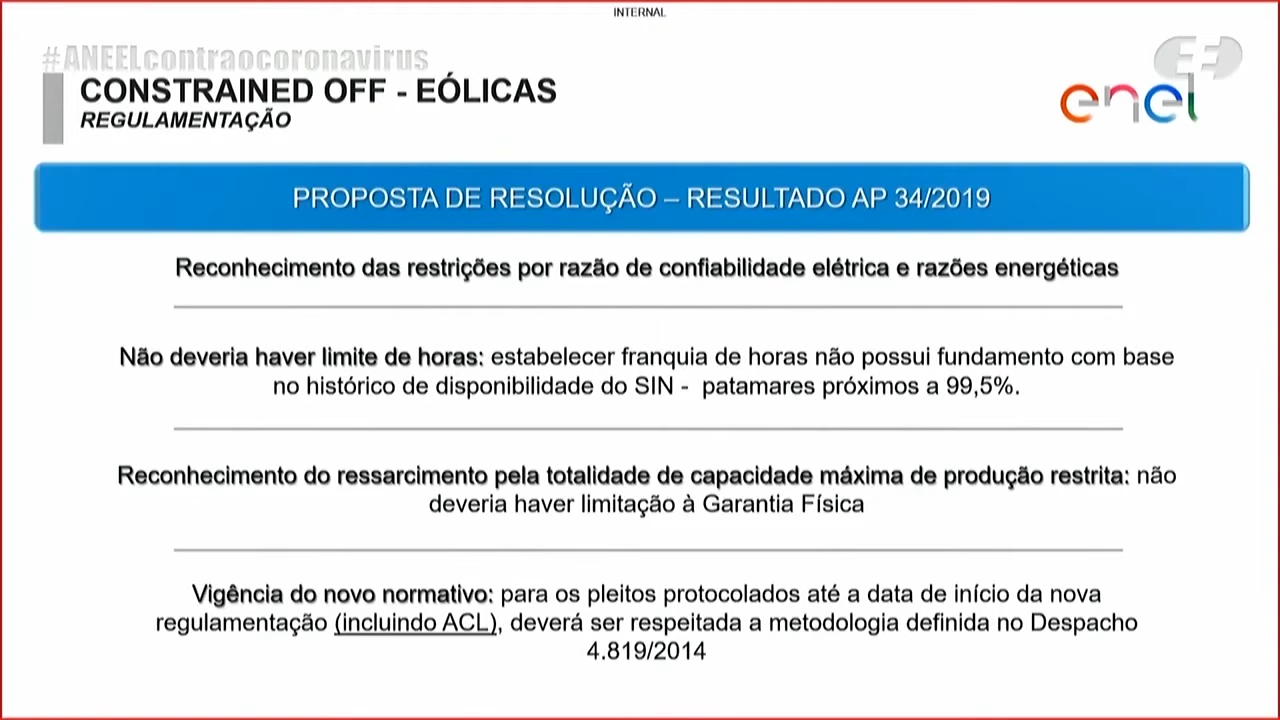 INTERNAL
#ANEELcontraocoronavirus
CONSTRAINED OFF - EÓLICAS
REGULAMENTAÇÃO
enel
PROPOSTA DE RESOLUÇÃO – RESULTADO AP 34/2019
Reconhecimento das restrições por razão de confiabilidade elétrica e razões energéticas
Não deveria haver limite de horas: estabelecer franquia de horas não possui fundamento com base
no histórico de disponibilidade do SIN - patamares próximos a 99,5%.
Reconhecimento do ressarcimento pela totalidade de capacidade máxima de produção restrita: não
deveria haver limitação à Garantia Física
Vigência do novo normativo: para os pleitos protocolados até a data de início da nova
regulamentação (incluindo ACL), deverá ser respeitada a metodologia definida no Despacho
4.819/2014